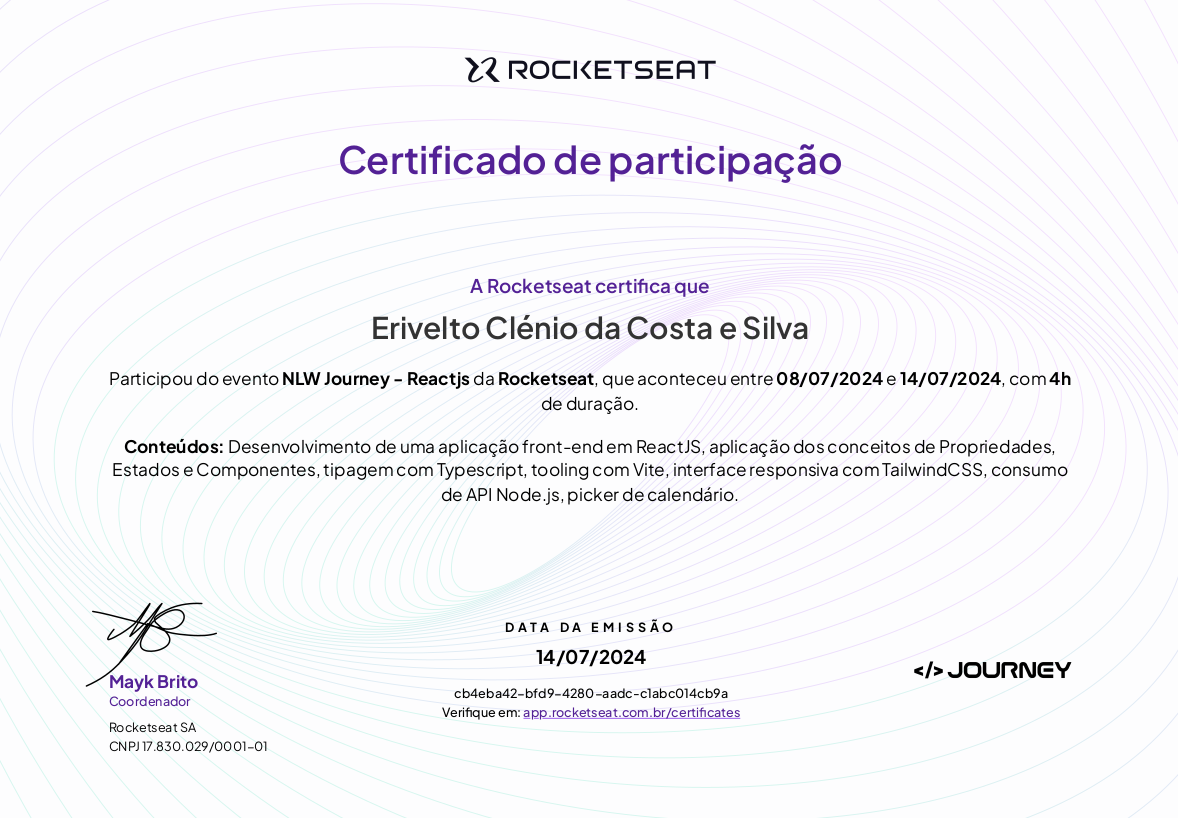 ROCKETSEAT
Certificado de participação
A Rocketseat certifica que
Erivelto Clénio da Costa e Silva
Participou do evento NLW Journey - Reactjs da Rocketseat, que aconteceu entre 08/07/2024 e 14/07/2024, com 4h
de duração.
Conteúdos: Desenvolvimento de uma aplicação front-end em ReactJS, aplicação dos conceitos de Propriedades,
Estados e Componentes, tipagem com Typescript, tooling com Vite, interface responsiva com TailwindCSS, consumo
de API Node.js, picker de calendário.
Mayk Brito
Coordenador
Rocketseat SA
CNPJ 17.830.029/0001-01
DATA DA EMISSÃO
14/07/2024
cb4eba42-bfd9-4280-aadc-c1abc014cb9a
Verifique em: app.rocketseat.com.br/certificates
</> JOURNEY